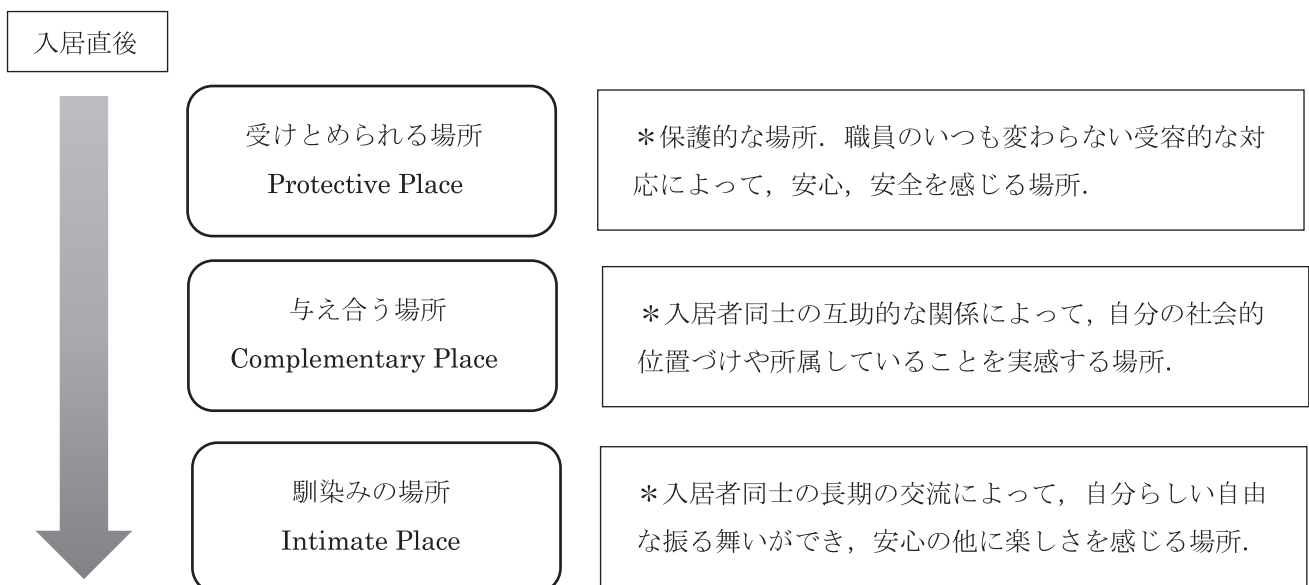 入居直後
受けとめられる場所
Protective Place
＊保護的な場所．職員のいつも変わらない受容的な対
応によって，安心，安全を感じる場所．
与え合う場所
Complementary Place
＊入居者同士の互助的な関係によって，自分の社会的
位置づけや所属していることを実感する場所．
馴染みの場所
Intimate Place
＊入居者同士の長期の交流によって，自分らしい自由
な振る舞いができ，安心の他に楽しさを感じる場所．